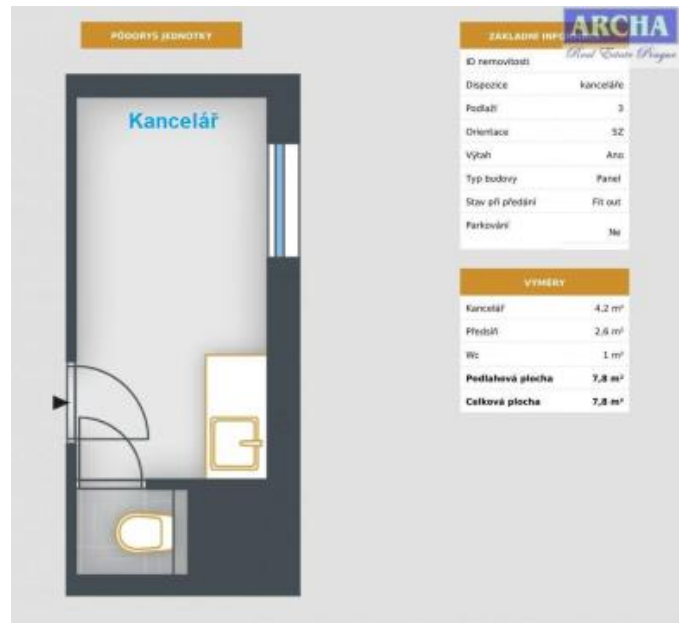 PŮDORYS JEDNOTKY
Kancelář
ARCHA
Real Estate Prague
ZÁKLADNÍ
ID nemovitosti
Dispozice kanceláře
Podlaží 3
Orientace SZ
Výtah Ano
Typ budovy Panel
Stav při předání Fit out
Parkování Ne
VÝMĚRY
Kancelář 4,2 m²
Předsíň 2,6 m²
Wc 1 m²
Podlahová plocha 7,8 m²
Celková plocha 7,8 m²